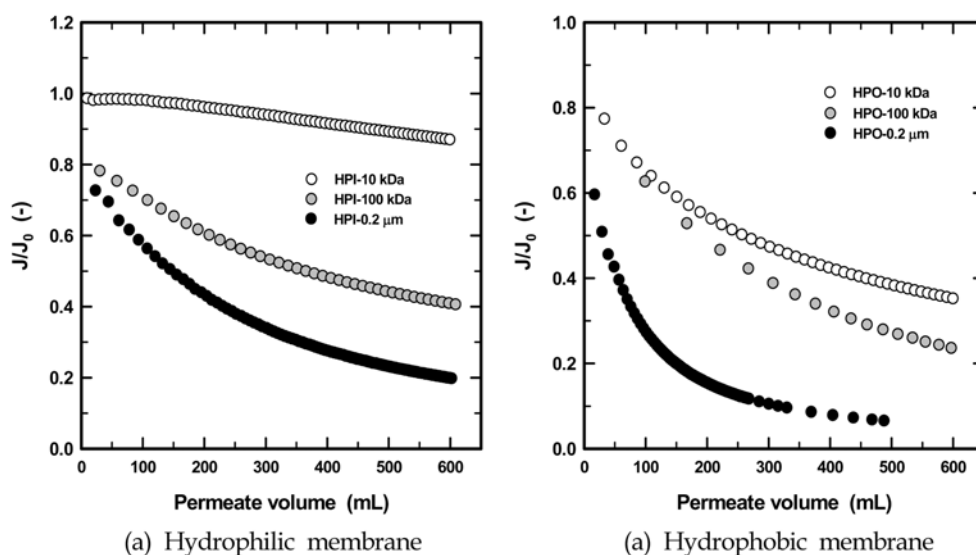 1.2
1.0
0.8
0.6
0.4
0.2
0.0
J/J0 (-)
HPI-10 kDa
HPI-100 kDa
HPI-0.2 μm
0 100 200 300 400 500 600
Permeate volume (mL)
(a) Hydrophilic membrane
1.0
0.8
0.6
0.4
0.2
0.0
J/J0 (-)
HPO-10 kDa
HPO-100 kDa
HPO-0.2 μm
0 100 200 300 400 500 600
Permeate volume (mL)
(a) Hydrophobic membrane